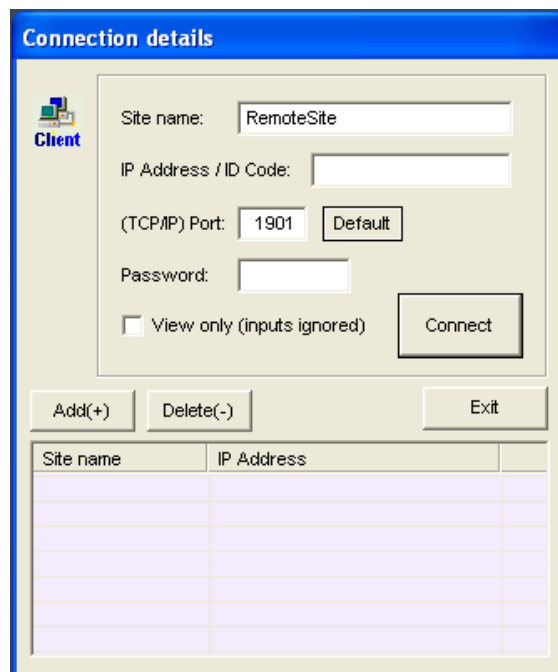 Connection details
Client
Site name: RemoteSite
IP Address / ID Code:
(TCP/IP) Port: 1901 Default
Password:
View only (inputs ignored) Connect
Add(+) Delete(-) Exit
Site name IP Address